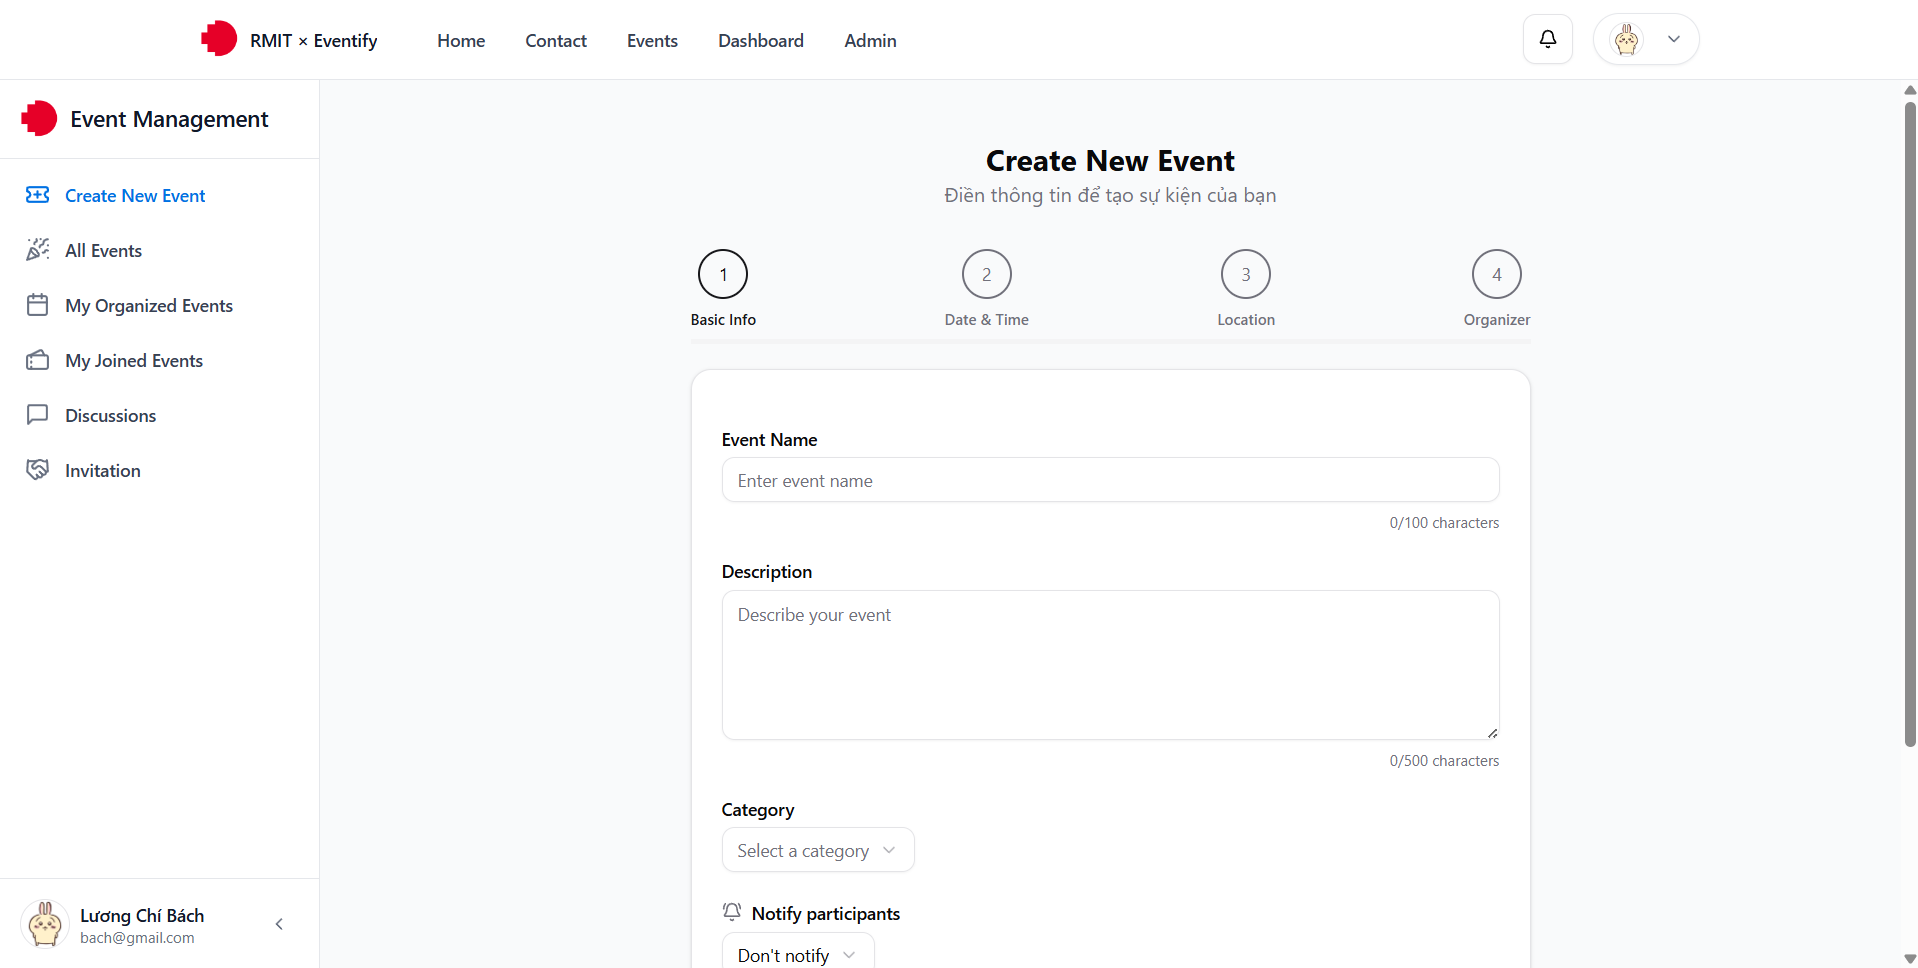 RMIT × Eventify
Home
Contact
Events
Dashboard
Admin
Event Management
Create New Event
All Events
My Organized Events
My Joined Events
Discussions
Invitation
Lương Chí Bách
bach@gmail.com
Create New Event
Điền thông tin để tạo sự kiện của bạn
1
2
3
4
Basic Info
Date & Time
Location
Organizer
Event Name
Enter event name
0/100 characters
Description
Describe your event
0/500 characters
Category
Select a category
Notify participants
Don't notify